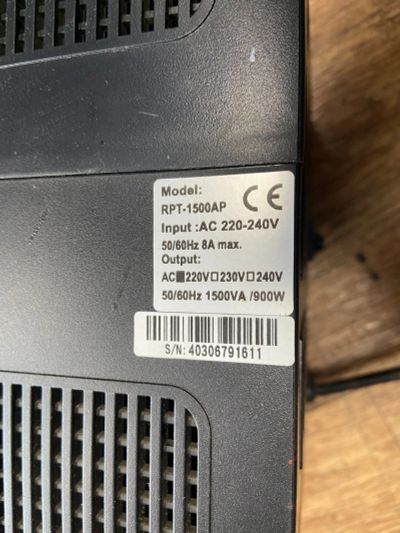 Model:
RPT-1500AP CE
Input :AC 220-240V
50/60Hz 8A max.
Output:
AC■220V□230V□240V
50/60Hz 1500VA /900W
S/N: 40306791611